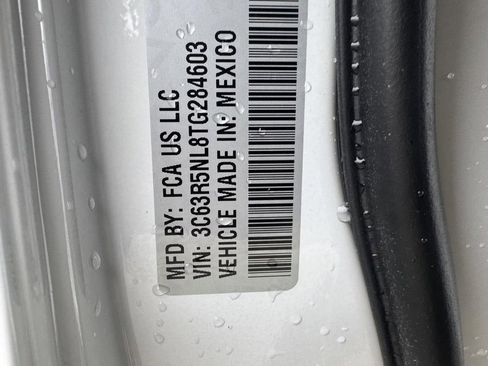 MFD BY: FCA US LLC
VIN: 3C63R5NL8TG284603
VEHICLE MADE IN: MEXICO